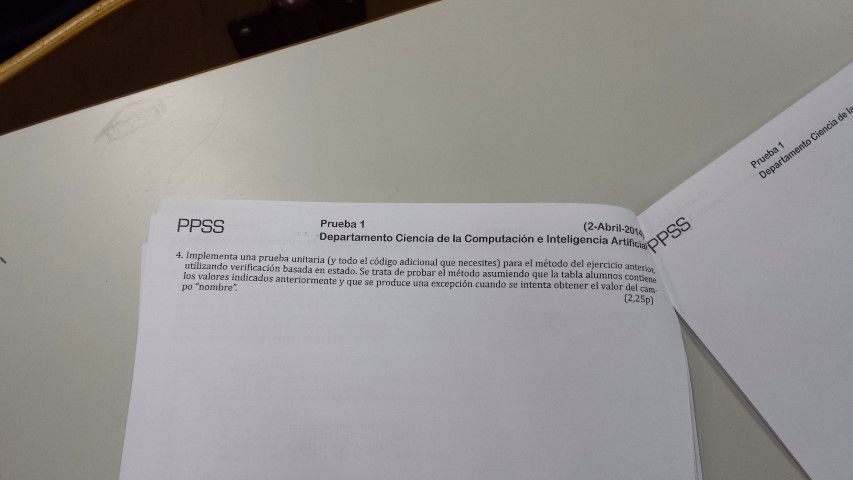 PPSS
Prueba 1
(2-Abril-2014
Departamento Ciencia de la Computación e Inteligencia Artificial
4. Implementa una prueba unitaria (y todo el código adicional que necesites) para el método del ejercicio anterior,
utilizando verificación basada en estado. Se trata de probar el método asumiendo que la tabla alumnos contiene
los valores indicados anteriormente y que se produce una excepción cuando se intenta obtener el valor del cam-
po "nombre".
(2,25p)
PPSS
Prueba 1
Departamento Ciencia de la